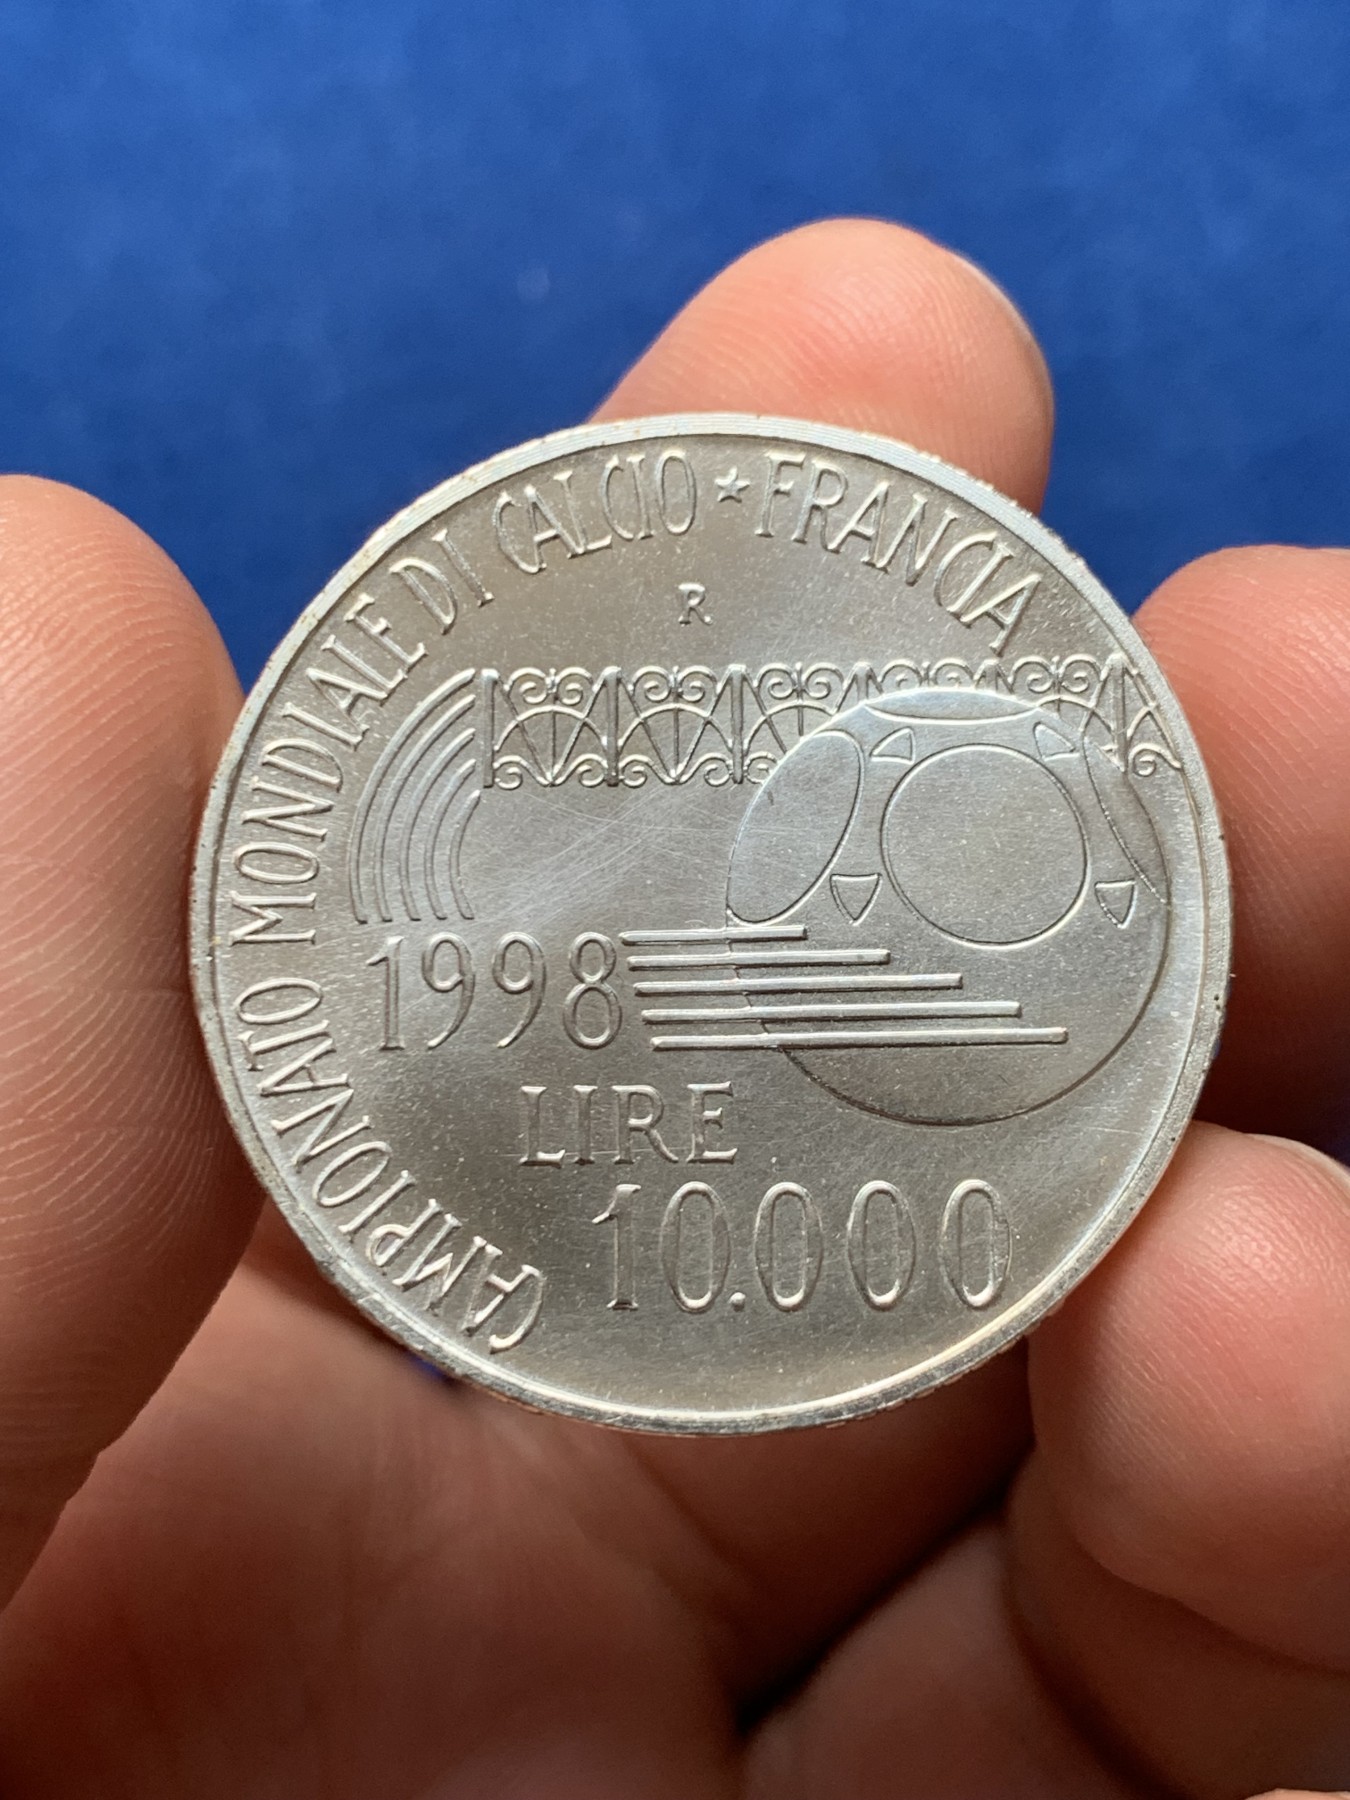 CAMPIONATO MONDIALE DI CALCIO ★ FRANCIA
R
1998
LIRE
10.000